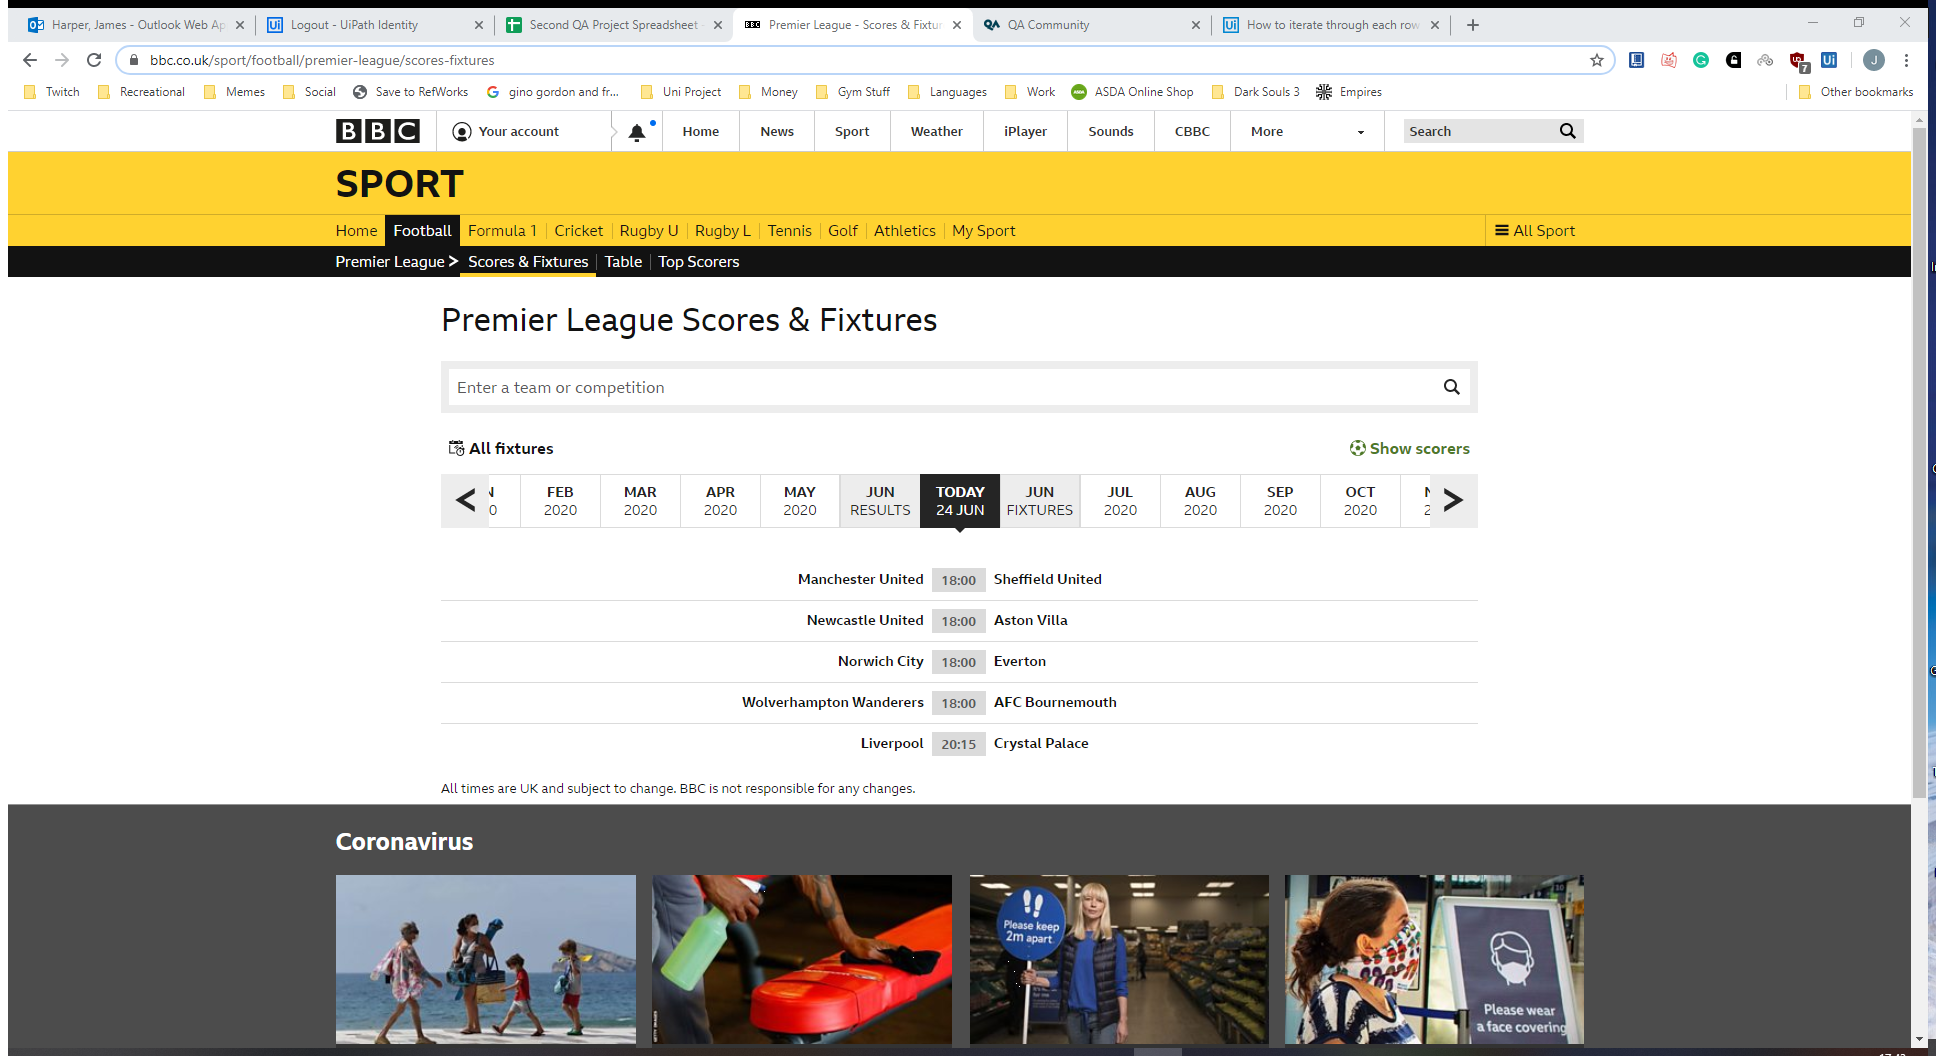 Harper, James - Outlook Web Ap
Logout - UiPath Identity
Second QA Project Spreadsheet
Premier League - Scores & Fixtur
QA Community
How to iterate through each row
bbc.co.uk/sport/football/premier-league/scores-fixtures
7
Ui
J
Twitch
Recreational
Memes
Social
Save to RefWorks
gino gordon and fr...
Uni Project
Money
Gym Stuff
Languages
Work
ASDA Online Shop
Dark Souls 3
Empires
Other bookmarks
BBC
Your account
Home
News
Sport
Weather
iPlayer
Sounds
CBBC
More
Search
SPORT
Home
Football
Formula 1
Cricket
Rugby U
Rugby L
Tennis
Golf
Athletics
My Sport
All Sport
Premier League
Scores & Fixtures
Table
Top Scorers
Premier League Scores & Fixtures
Enter a team or competition
All fixtures
Show scorers
FEB
2020
MAR
2020
APR
2020
MAY
2020
JUN
RESULTS
TODAY
24 JUN
JUN
FIXTURES
JUL
2020
AUG
2020
SEP
2020
OCT
2020
Manchester United 18:00 Sheffield United
Newcastle United 18:00 Aston Villa
Norwich City 18:00 Everton
Wolverhampton Wanderers 18:00 AFC Bournemouth
Liverpool 20:15 Crystal Palace
All times are UK and subject to change. BBC is not responsible for any changes.
Coronavirus
Please keep
2m apart
Please wear
a face covering